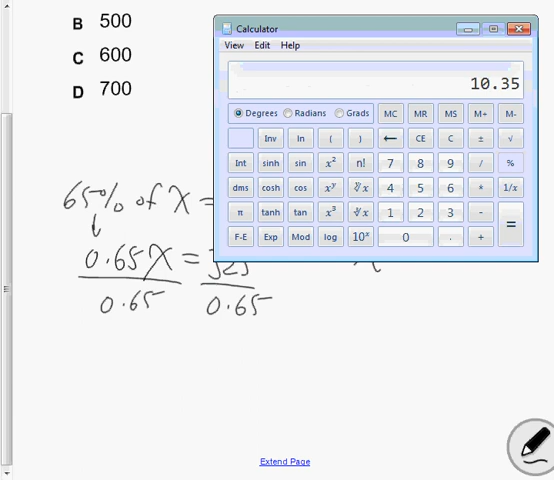 B 500
C 600
D 700
Calculator
View Edit Help
10.35
Degrees Radians Grads MC MR MS M+ M-
Inv ln ( ) ← CE C ± √
Int sinh sin x² n! 7 8 9 / %
dms cosh cos xʸ ʸ√x 4 5 6 * 1/x
π tanh tan x³ ³√x 1 2 3 - =
F-E Exp Mod log 10ˣ 0 . +
65% of X =
0.65X = 325
0.65 0.65
Extend Page